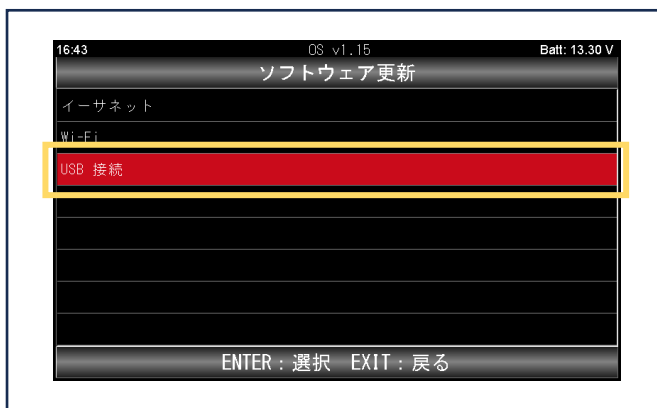 16:43 OS v1.15 Batt: 13.30 V
ソフトウェア更新
イーサネット
Wi-Fi
USB 接続
ENTER：選択 EXIT：戻る